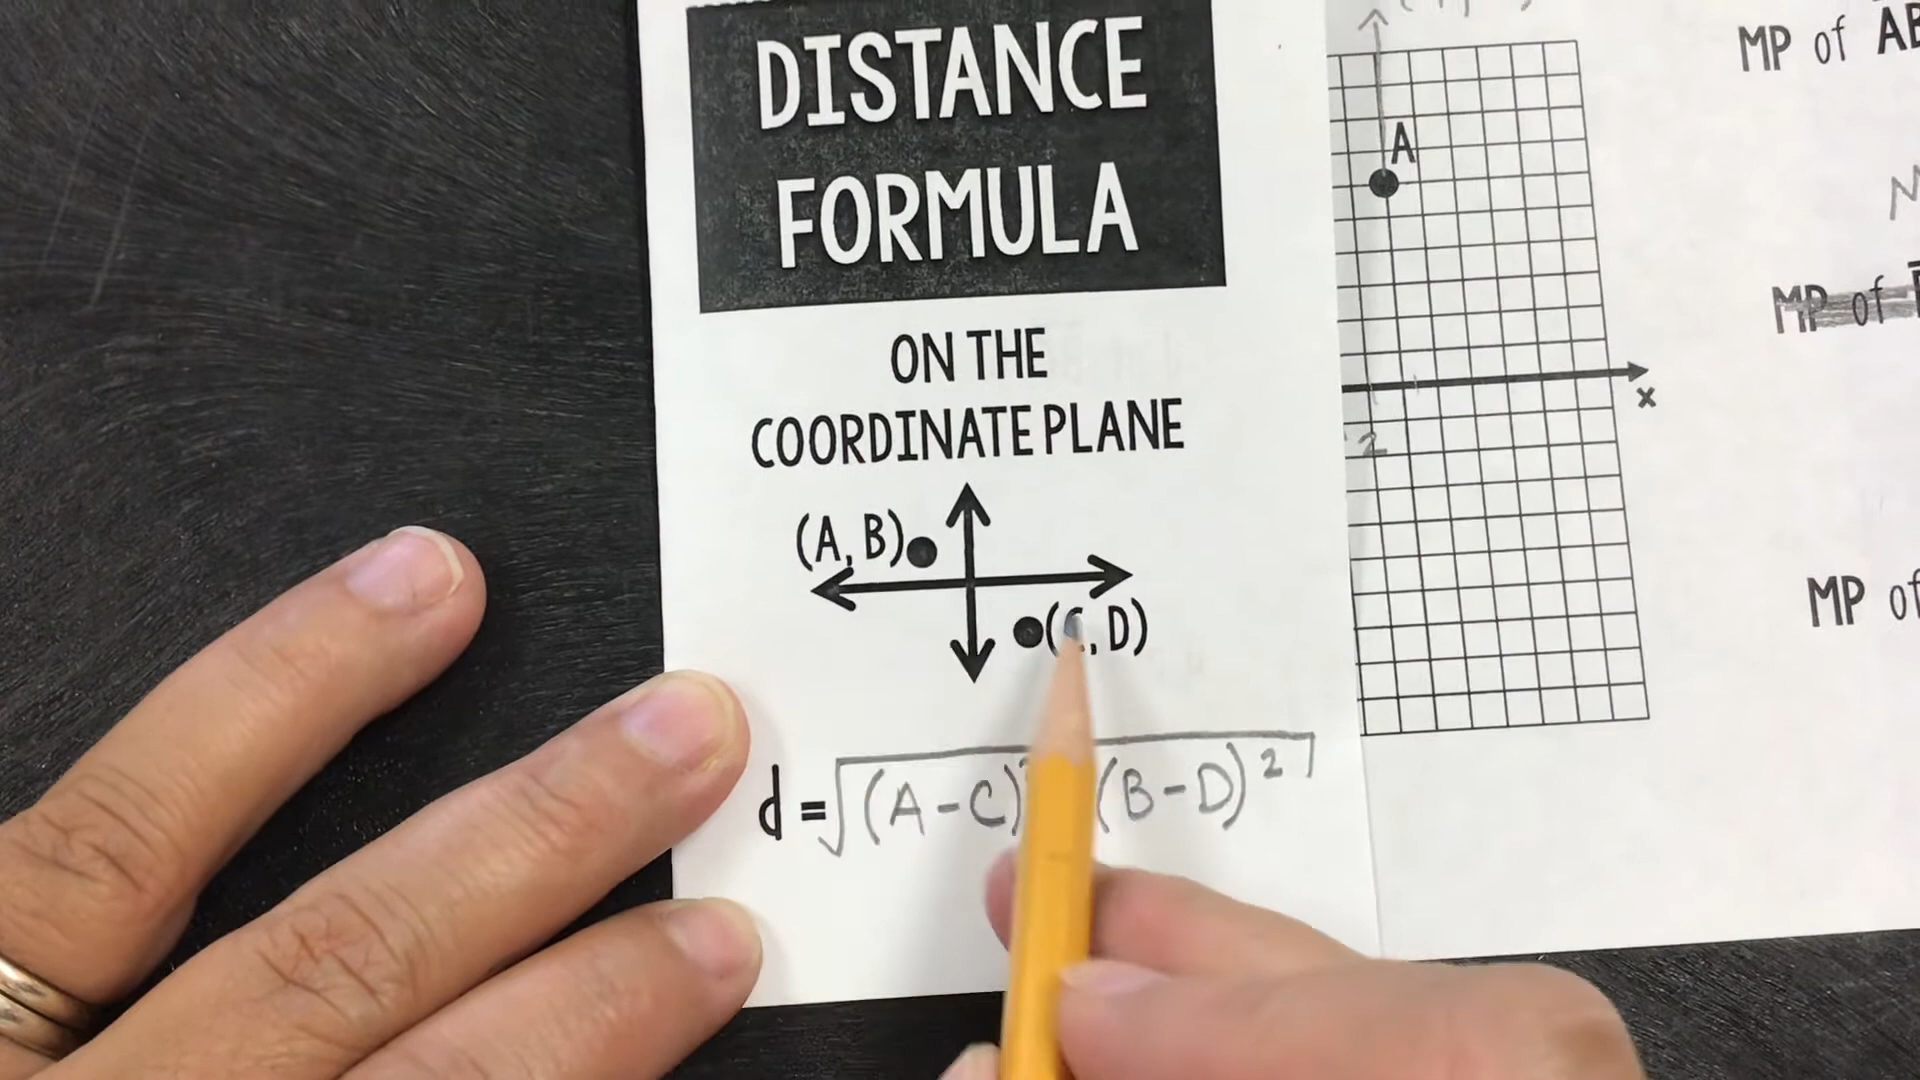 DISTANCE
FORMULA
ON THE
COORDINATE PLANE
(A, B)
(C, D)
d = √(A-C) (B-D)²
A
x
2
MP of AB
MP of
MP of